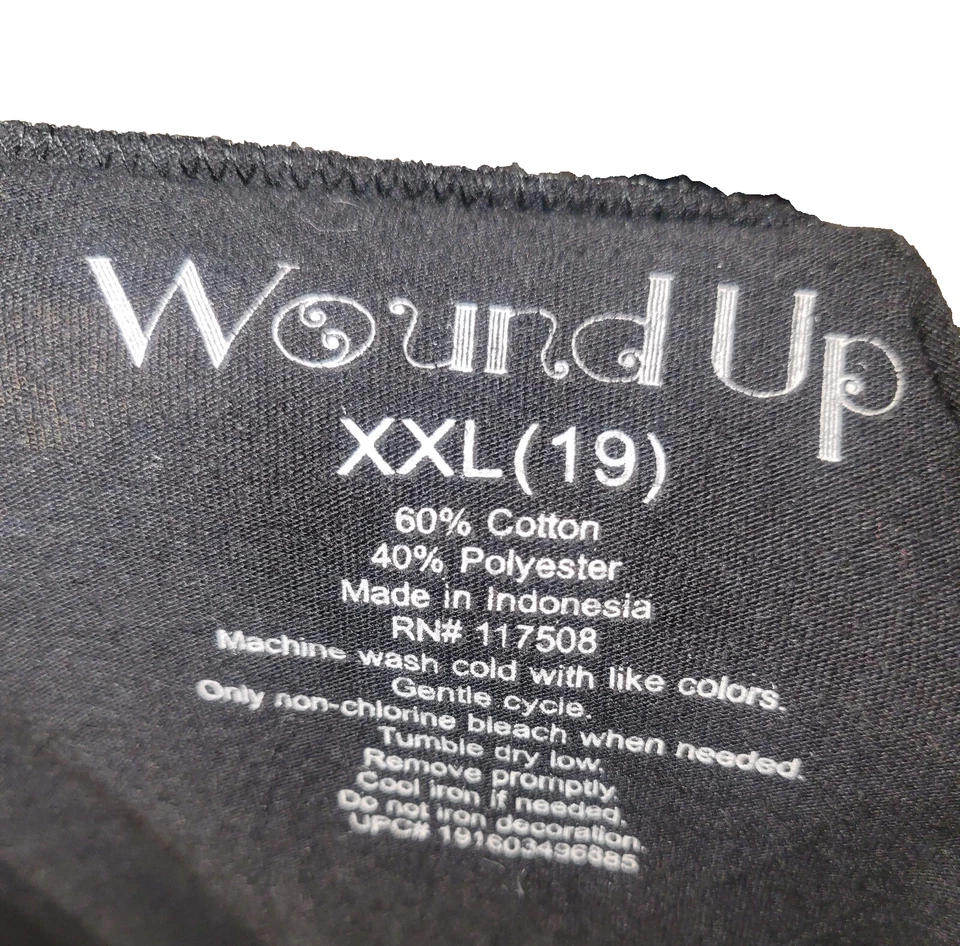 Wound Up
XXL(19)
60% Cotton
40% Polyester
Made in Indonesia
RN# 117508
Machine wash cold with like colors.
Gentle cycle.
Only non-chlorine bleach when needed.
Tumble dry low.
Remove promptly.
Cool iron if needed.
Do not iron decoration.
UPC# 191603496885